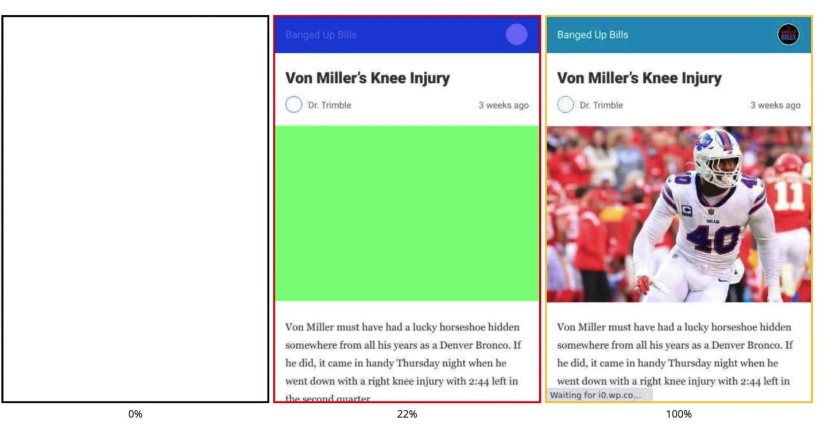 Banged Up Bills
Von Miller's Knee Injury
Dr. Trimble 3 weeks ago
Von Miller must have had a lucky horseshoe hidden
somewhere from all his years as a Denver Bronco. If
he did, it came in handy Thursday night when he
went down with a right knee injury with 2:44 left in
the second quarter
Banged Up Bills
Von Miller's Knee Injury
Dr. Trimble 3 weeks ago
40
11
40
Von Miller must have had a lucky horseshoe hidden
somewhere from all his years as a Denver Bronco. If
he did, it came in handy Thursday night when he
went down with a right knee injury with 2:44 left in
Waiting for i0.wp.co...
0% 22% 100%